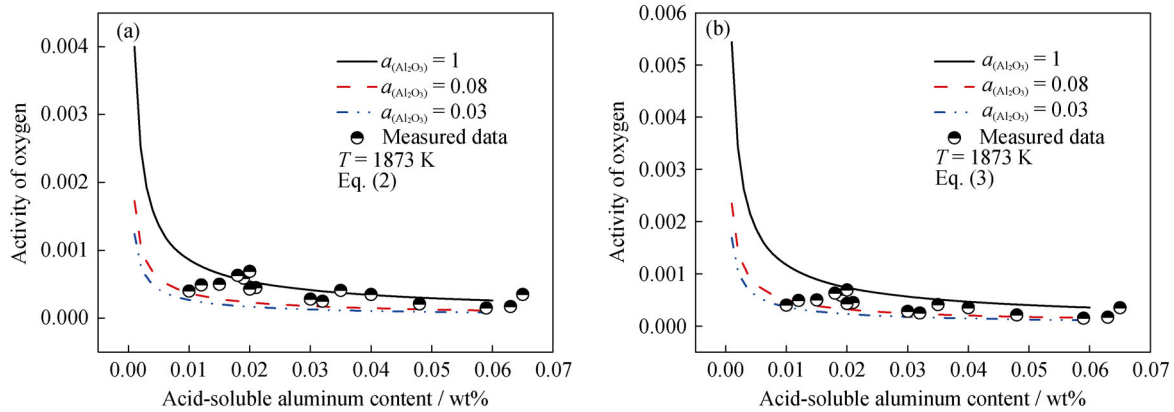 (a)
0.004
0.003
0.002
0.001
0.000
Activity of oxygen
a(Al₂O₃) = 1
a(Al₂O₃) = 0.08
a(Al₂O₃) = 0.03
Measured data
T = 1873 K
Eq. (2)
0.00 0.01 0.02 0.03 0.04 0.05 0.06 0.07
Acid-soluble aluminum content / wt%
(b)
0.006
0.005
0.004
0.003
0.002
0.001
0.000
Activity of oxygen
a(Al₂O₃) = 1
a(Al₂O₃) = 0.08
a(Al₂O₃) = 0.03
Measured data
T = 1873 K
Eq. (3)
0.00 0.01 0.02 0.03 0.04 0.05 0.06 0.07
Acid-soluble aluminum content / wt%